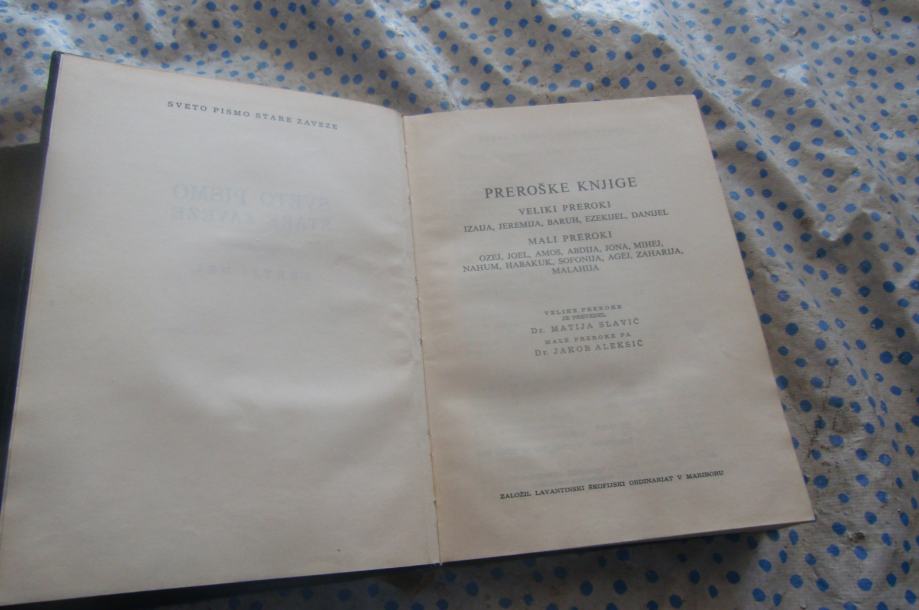 SVETO PISMO STARE ZAVEZE
SVETO PISMO
PREROŠKE KNJIGE
VELIKI PREROKI
IZAIJA, JEREMIJA, BARUH, EZEKIJEL, DANIJEL
MALI PREROKI
OZEJ, JOEL, AMOS, ABDIJA, JONA, MIHEJ,
NAHUM, HABAKUK, SOFONIJA, AGEJ, ZAHARIJA,
MALAHIJA
VELIKE PREROKE
JE PREVEDEL
Dr. MATIJA SLAVIČ
MALE PREROKE PA
Dr. JAKOB ALEKSIČ
ZALOŽIL LAVANTINSKI ŠKOFIJSKI ORDINARIAT V MARIBORU